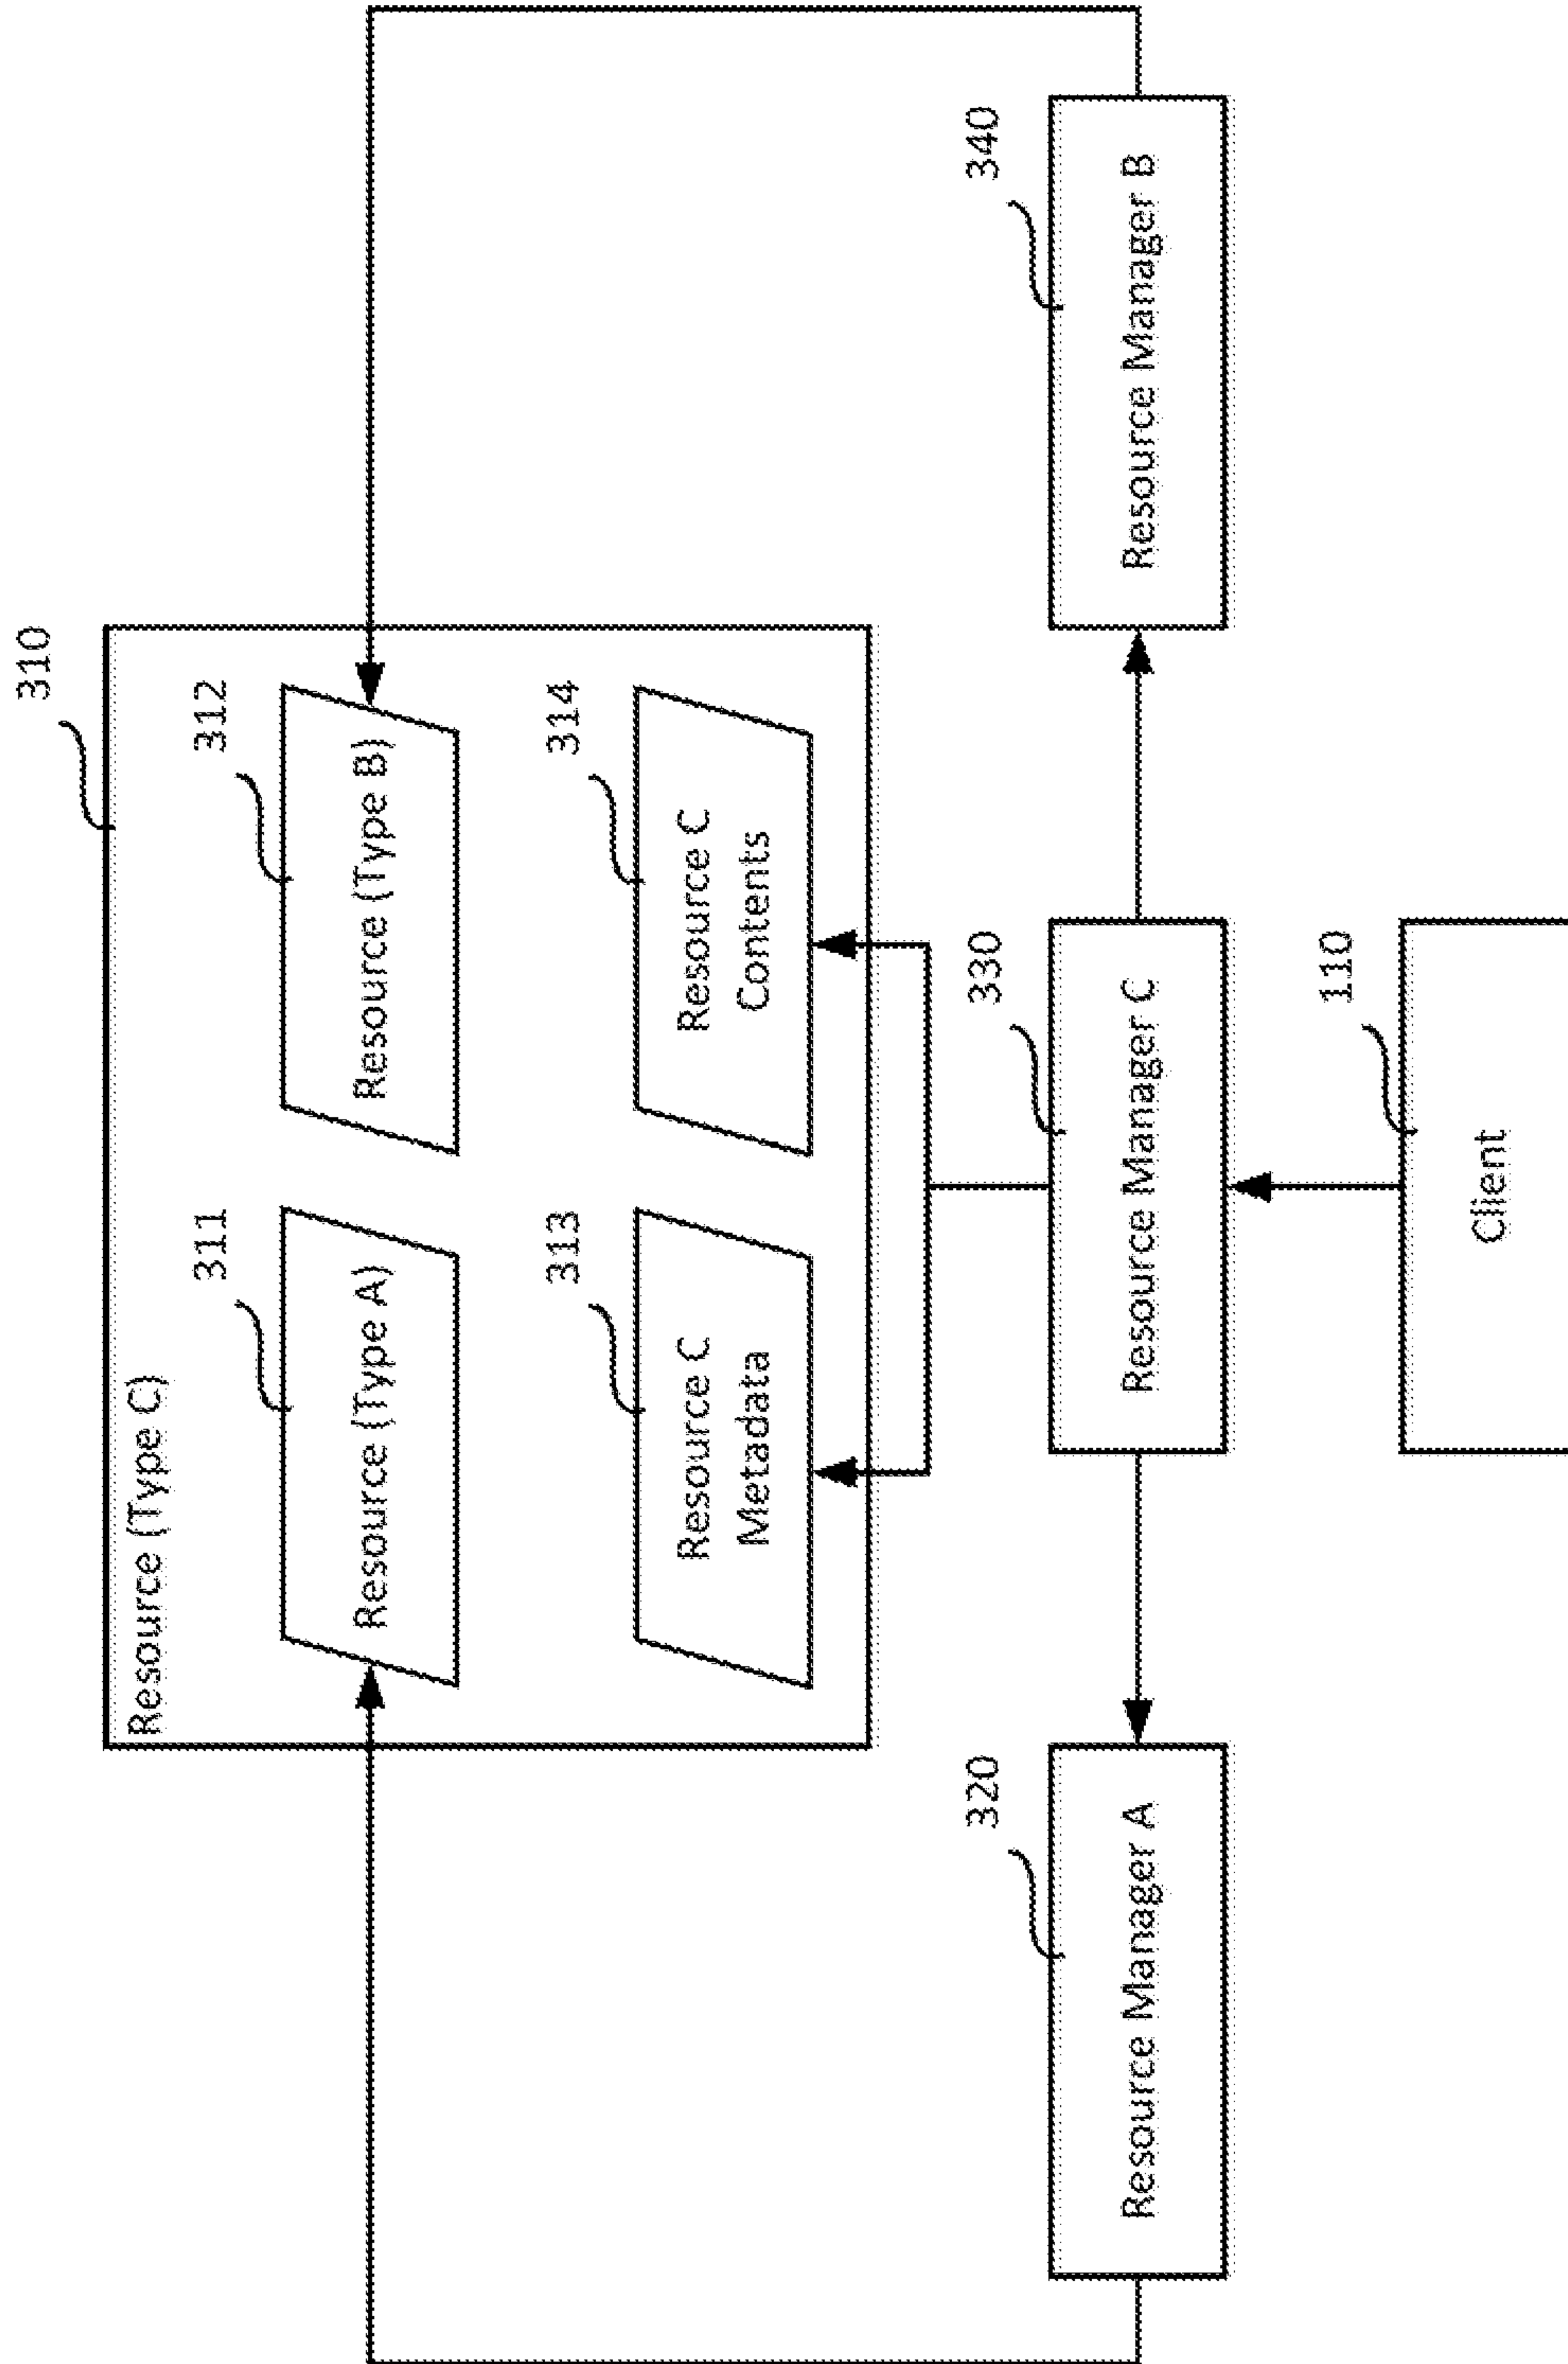 310
Resource (Type C)
311
312
Resource (Type A)
Resource (Type B)
313
314
Resource C
Metadata
Resource C
Contents
320
330
340
Resource Manager A
Resource Manager C
Resource Manager B
110
Client